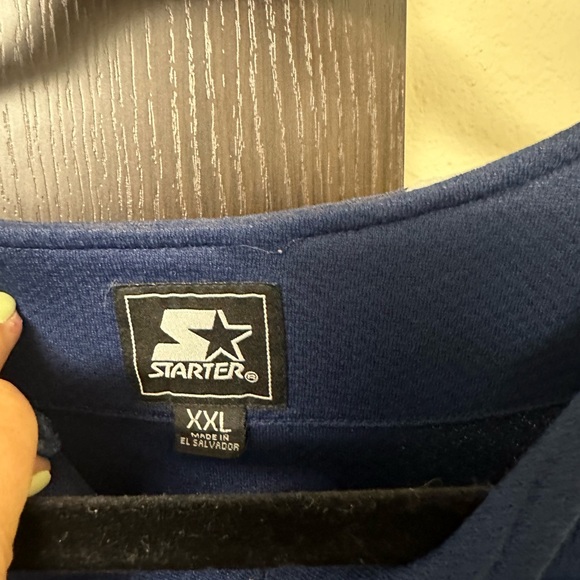 STARTER®
XXL
MADE IN
EL SALVADOR